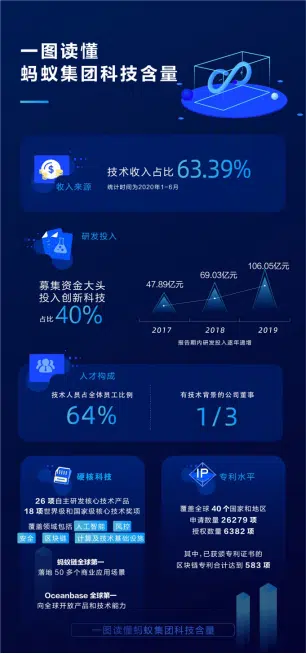 一图读懂
蚂蚁集团科技含量
$
收入来源
技术收入占比 63.39%
统计时间为2020年1-6月
研发投入
募集资金大头
投入创新科技
占比 40%
47.89亿元
69.03亿元
106.05亿元
2017 2018 2019
报告期内研发投入逐年递增
人才构成
技术人员占全体员工比例
64%
有技术背景的公司董事
1/3
硬核科技
26 项自主研发核心技术产品
18 项世界级和国家级核心技术奖项
覆盖领域包括 人工智能 风控
安全 区块链 计算及技术基础设施
蚂蚁链全球第一
落地 50 多个商业应用场景
Oceanbase 全球第一
向全球开放产品和技术能力
IP
专利水平
覆盖全球 40 个国家和地区
申请数量 26279 项
授权数量 6382 项
其中,已获颁专利证书的
区块链专利合计达到 583 项
一图读懂蚂蚁集团科技含量